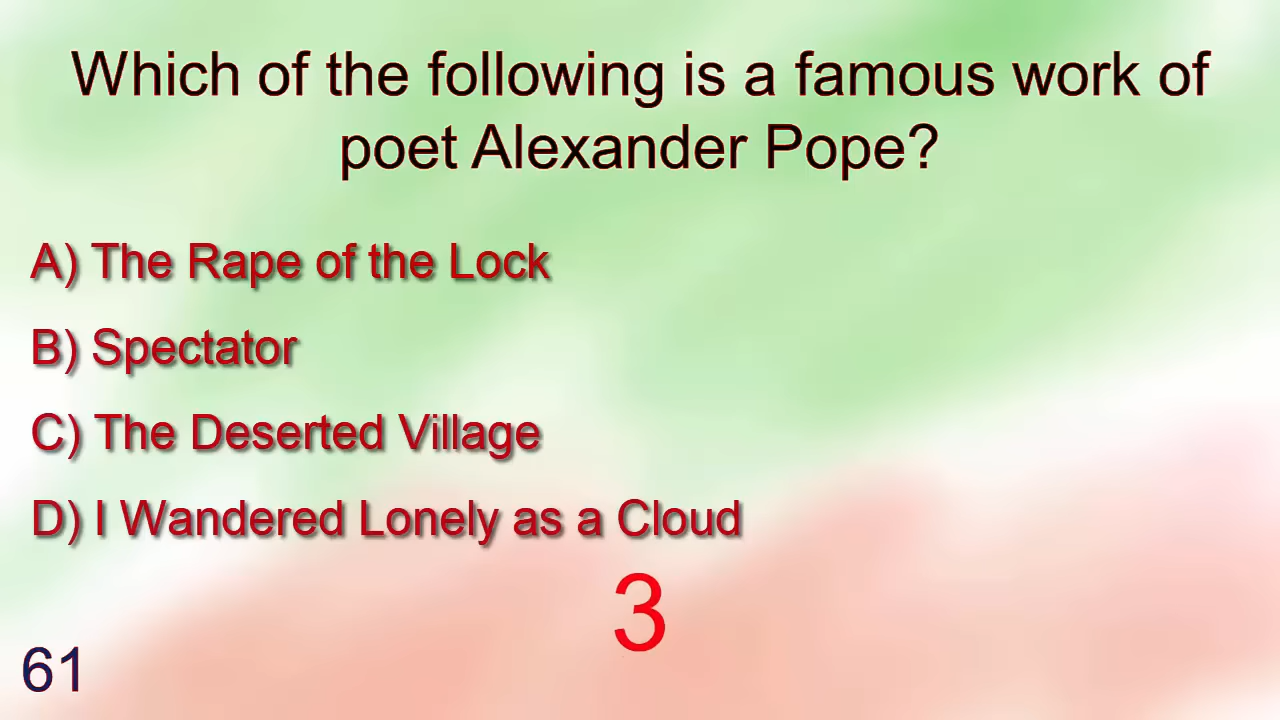 Which of the following is a famous work of
poet Alexander Pope?
A) The Rape of the Lock
B) Spectator
C) The Deserted Village
D) I Wandered Lonely as a Cloud
3
61